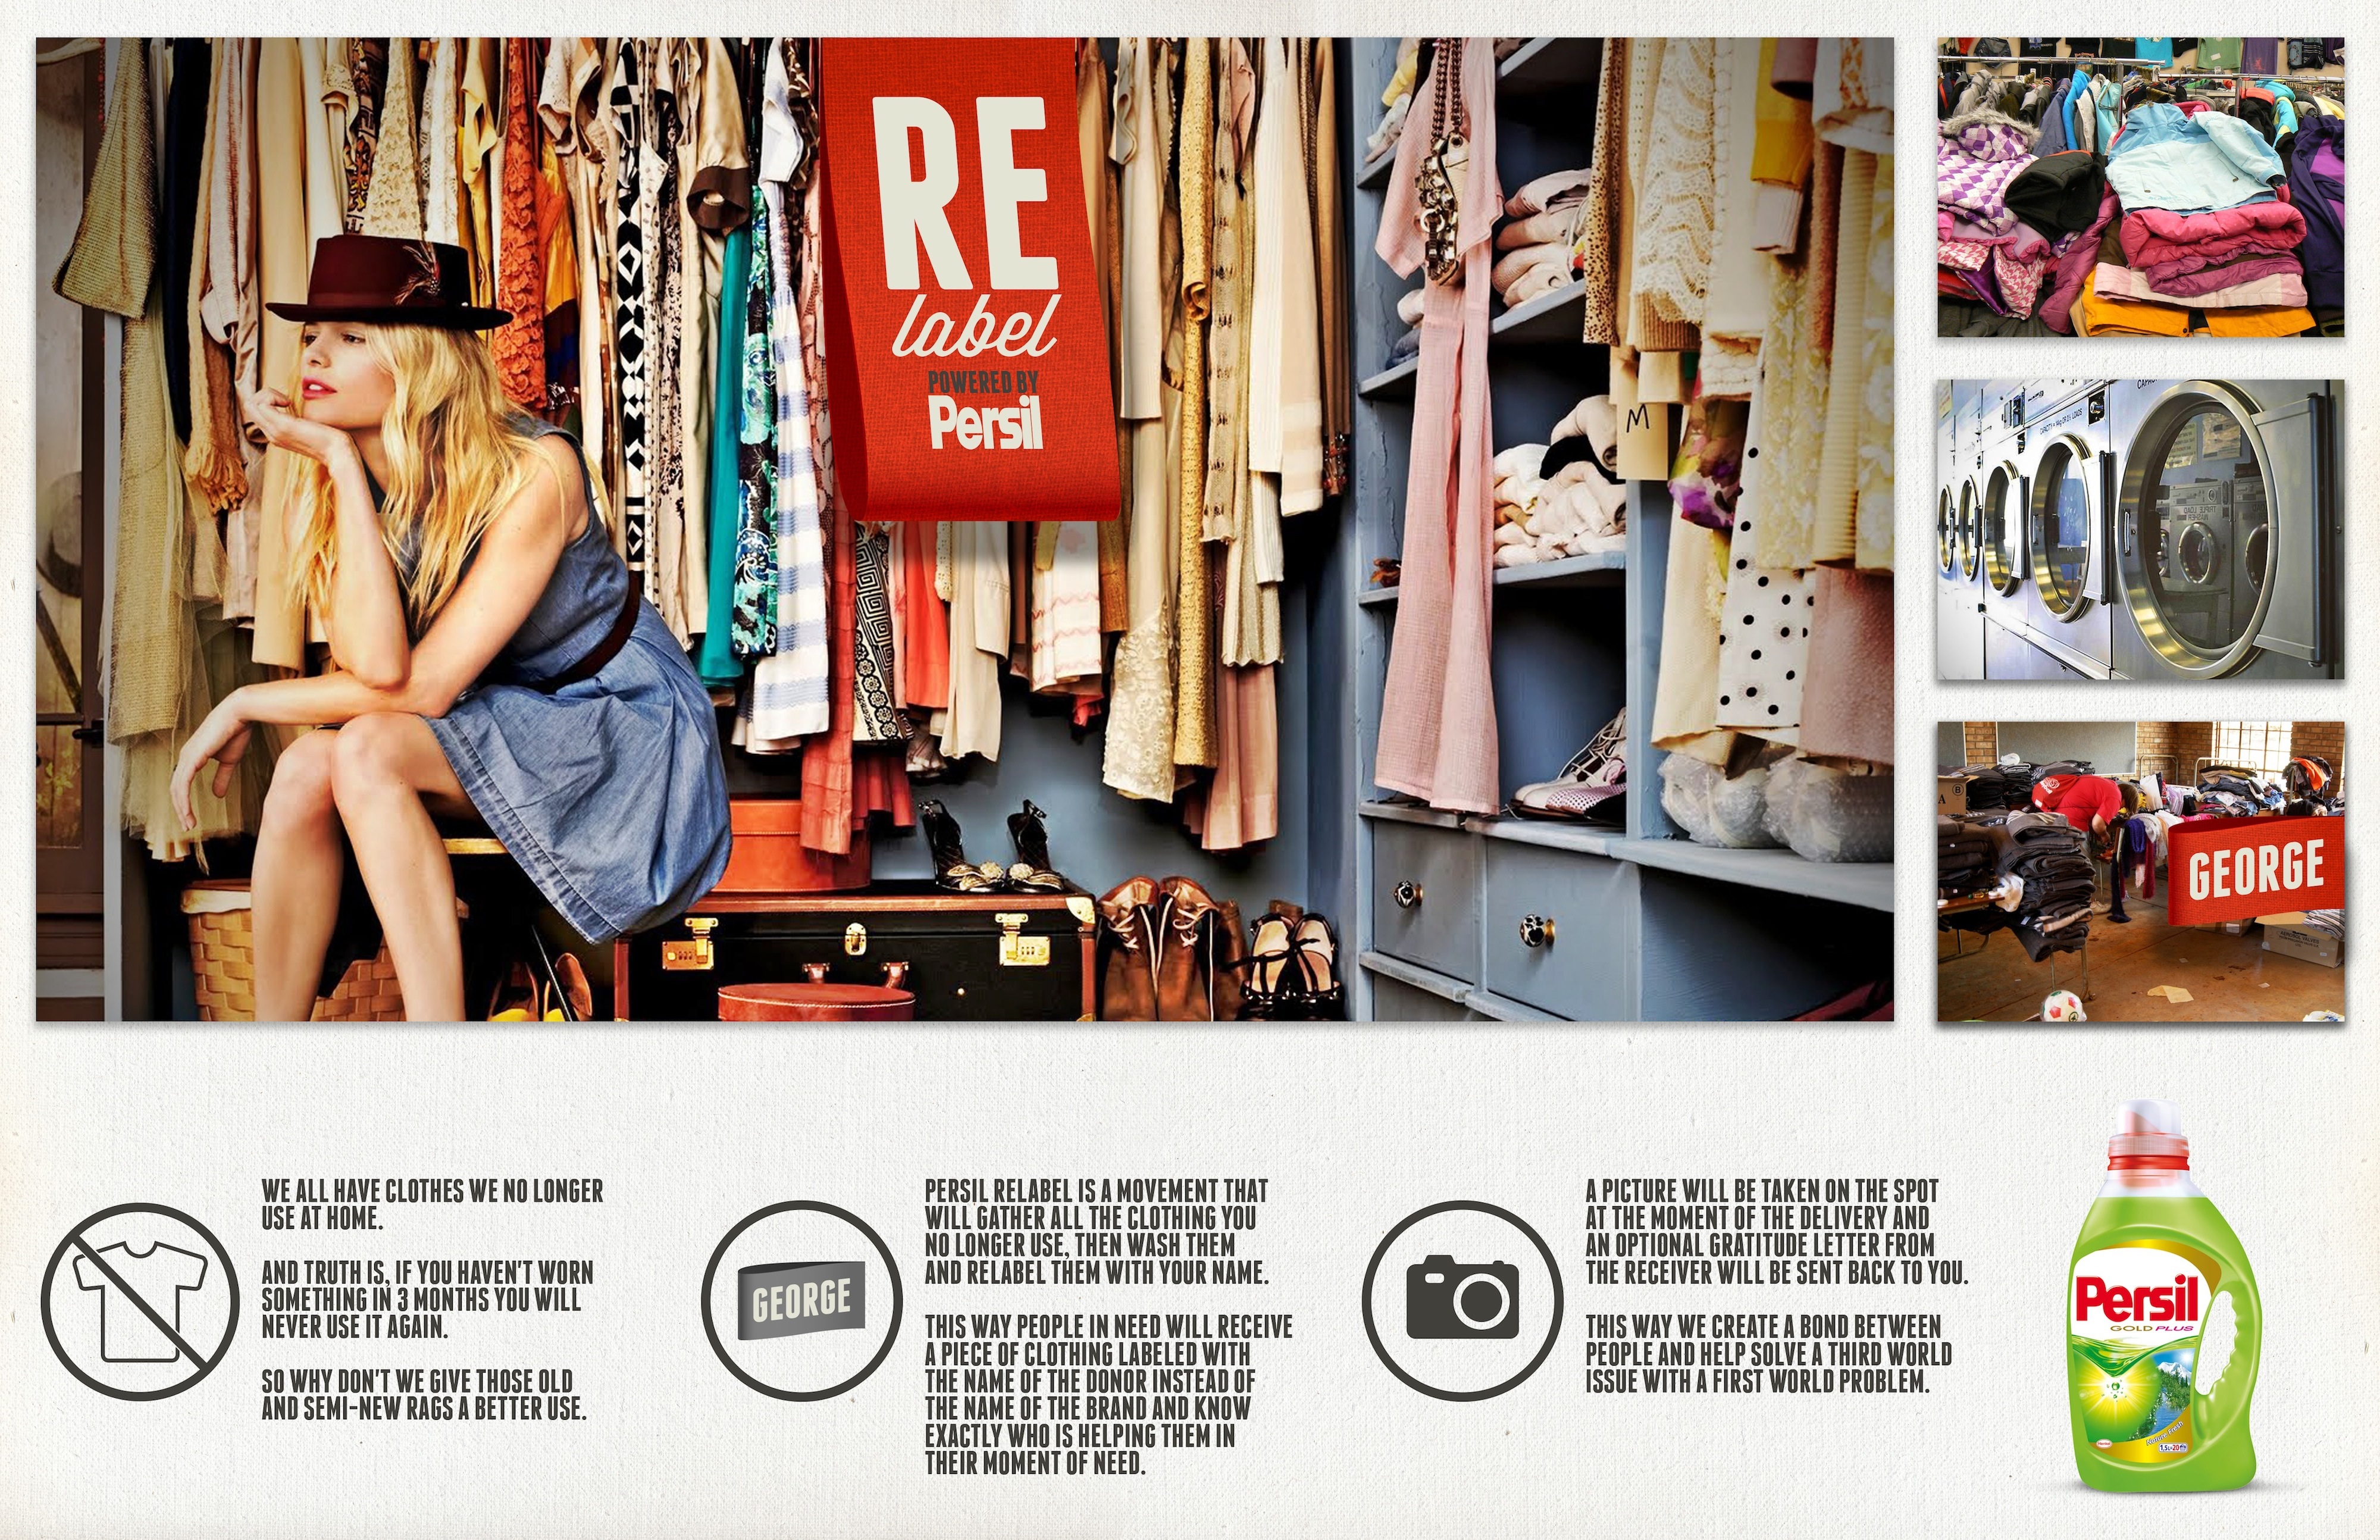 RE
label
POWERED BY
Persil
M
GEORGE
WE ALL HAVE CLOTHES WE NO LONGER
USE AT HOME.
AND TRUTH IS, IF YOU HAVEN'T WORN
SOMETHING IN 3 MONTHS YOU WILL
NEVER USE IT AGAIN.
SO WHY DON'T WE GIVE THOSE OLD
AND SEMI-NEW RAGS A BETTER USE.
GEORGE
PERSIL RELABEL IS A MOVEMENT THAT
WILL GATHER ALL THE CLOTHING YOU
NO LONGER USE, THEN WASH THEM
AND RELABEL THEM WITH YOUR NAME.
THIS WAY PEOPLE IN NEED WILL RECEIVE
A PIECE OF CLOTHING LABELED WITH
THE NAME OF THE DONOR INSTEAD OF
THE NAME OF THE BRAND AND KNOW
EXACTLY WHO IS HELPING THEM IN
THEIR MOMENT OF NEED.
A PICTURE WILL BE TAKEN ON THE SPOT
AT THE MOMENT OF THE DELIVERY AND
AN OPTIONAL GRATITUDE LETTER FROM
THE RECEIVER WILL BE SENT BACK TO YOU.
THIS WAY WE CREATE A BOND BETWEEN
PEOPLE AND HELP SOLVE A THIRD WORLD
ISSUE WITH A FIRST WORLD PROBLEM.
Persil
GOLD PLUS